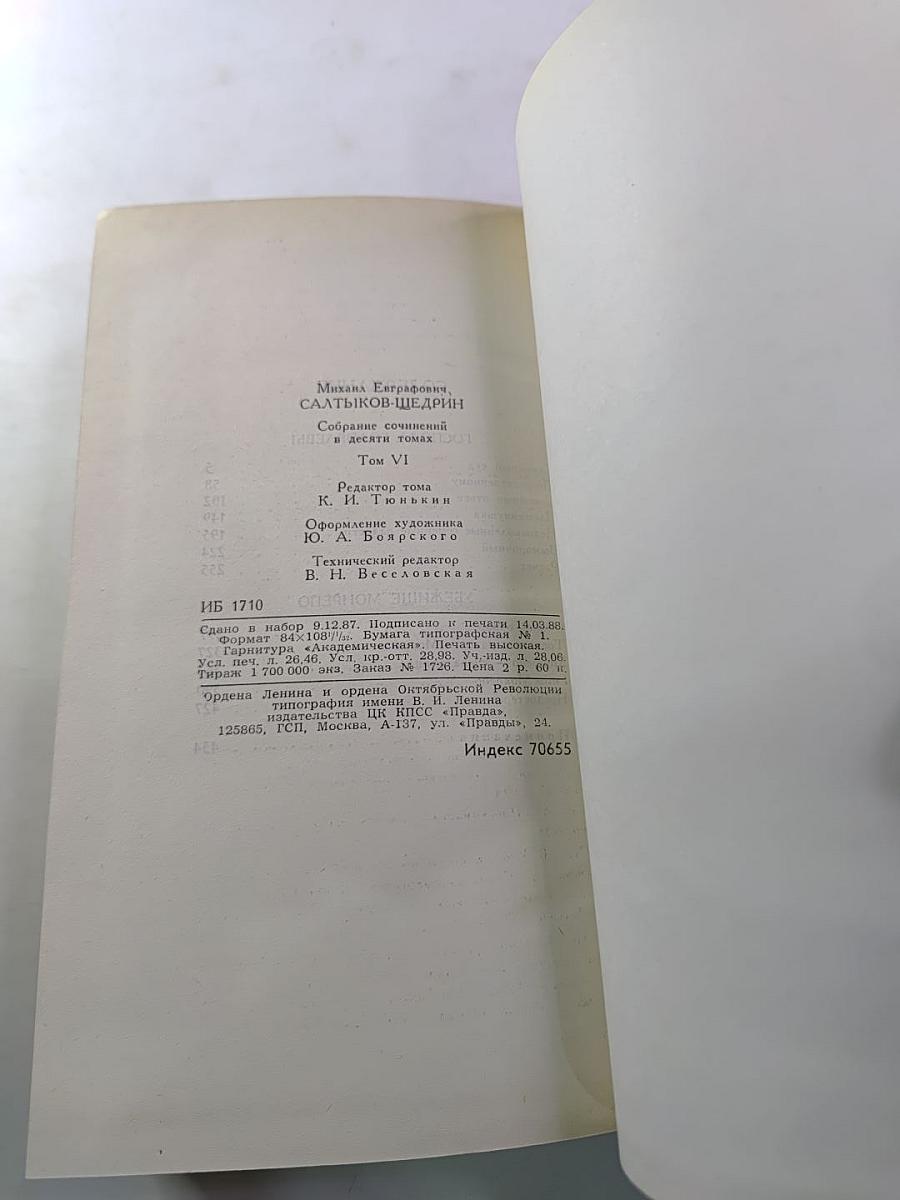 Михаил Евграфович
САЛТЫКОВ-ЩЕДРИН
Собрание сочинений
в десяти томах
Том VI
Редактор тома
К. И. Тюнькин
Оформление художника
Ю. А. Боярского
Технический редактор
В. Н. Веселовская
ИБ 1710
Сдано в набор 9.12.87. Подписано к печати 14.03.88.
Формат 84×108¹/₃₂. Бумага типографская № 1.
Гарнитура «Академическая». Печать высокая.
Усл. печ. л. 26,46. Усл. кр.-отт. 28,98. Уч.-изд. л. 28,06.
Тираж 1 700 000 экз. Заказ № 1726. Цена 2 р. 60 к.
Ордена Ленина и ордена Октябрьской Революции
типография имени В. И. Ленина
издательства ЦК КПСС «Правда»,
125865, ГСП, Москва, А-137, ул. «Правды», 24.
Индекс 70655